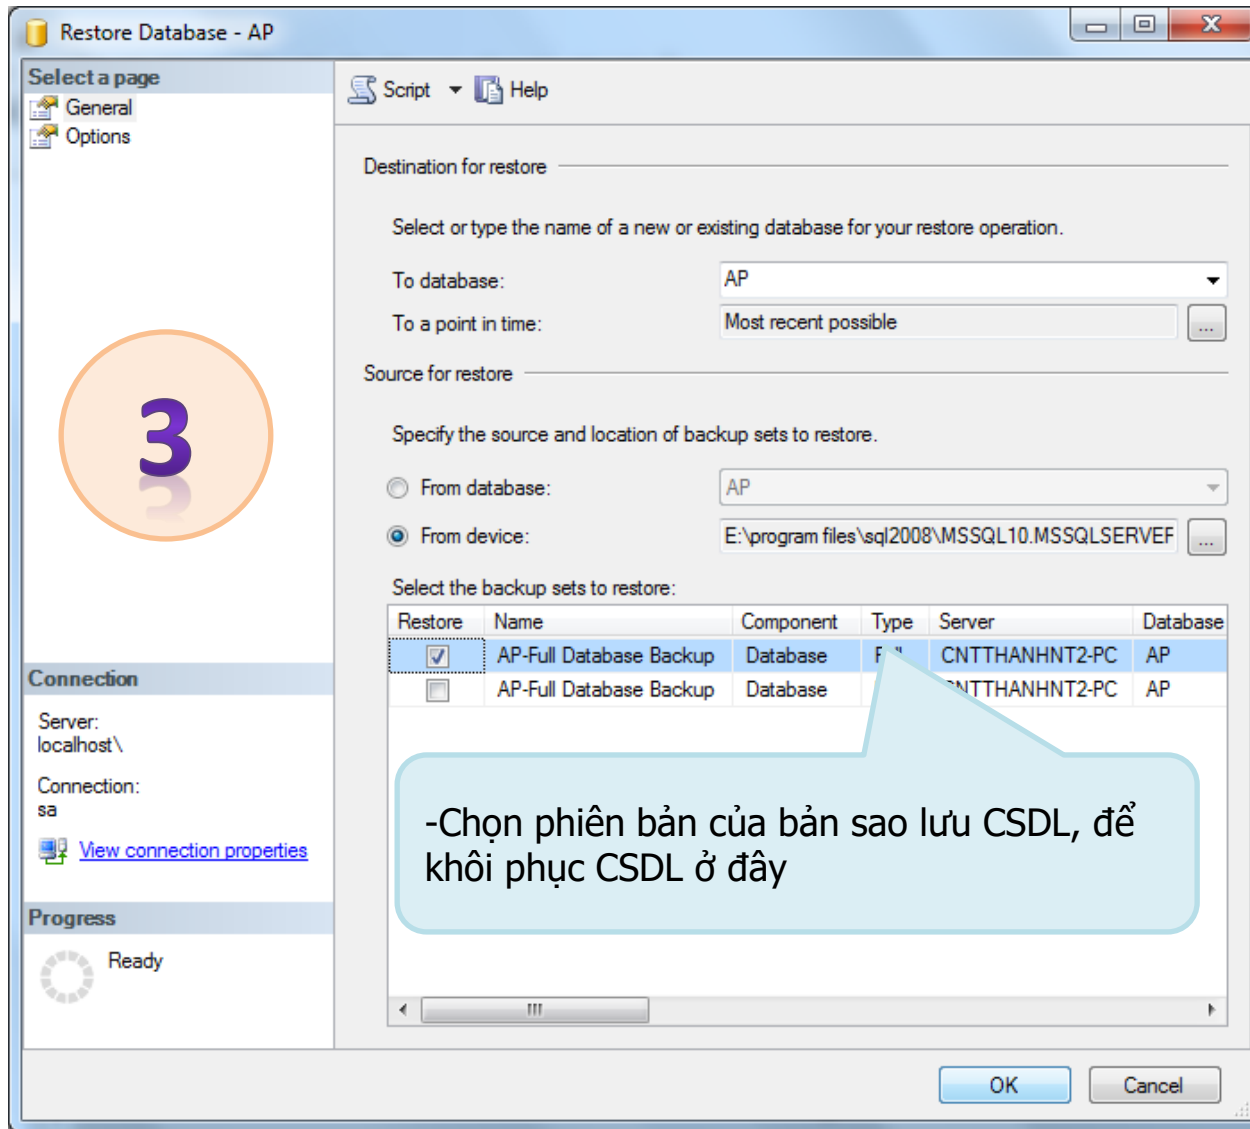 Restore Database - AP
Select a page
General
Options
Script
Help
Destination for restore
Select or type the name of a new or existing database for your restore operation.
To database:
AP
To a point in time:
Most recent possible
...
Source for restore
Specify the source and location of backup sets to restore.
From database:
AP
From device:
E:\program files\sql2008\MSSQL10.MSSQLSERVER
...
Select the backup sets to restore:
Restore Name Component Type Server Database
AP-Full Database Backup Database CNTTHANHNT2-PC AP
AP-Full Database Backup Database CNTTHANHNT2-PC AP
-Chọn phiên bản của bản sao lưu CSDL, để
khôi phục CSDL ở đây
3
Connection
Server:
localhost\
Connection:
sa
View connection properties
Progress
Ready
OK
Cancel